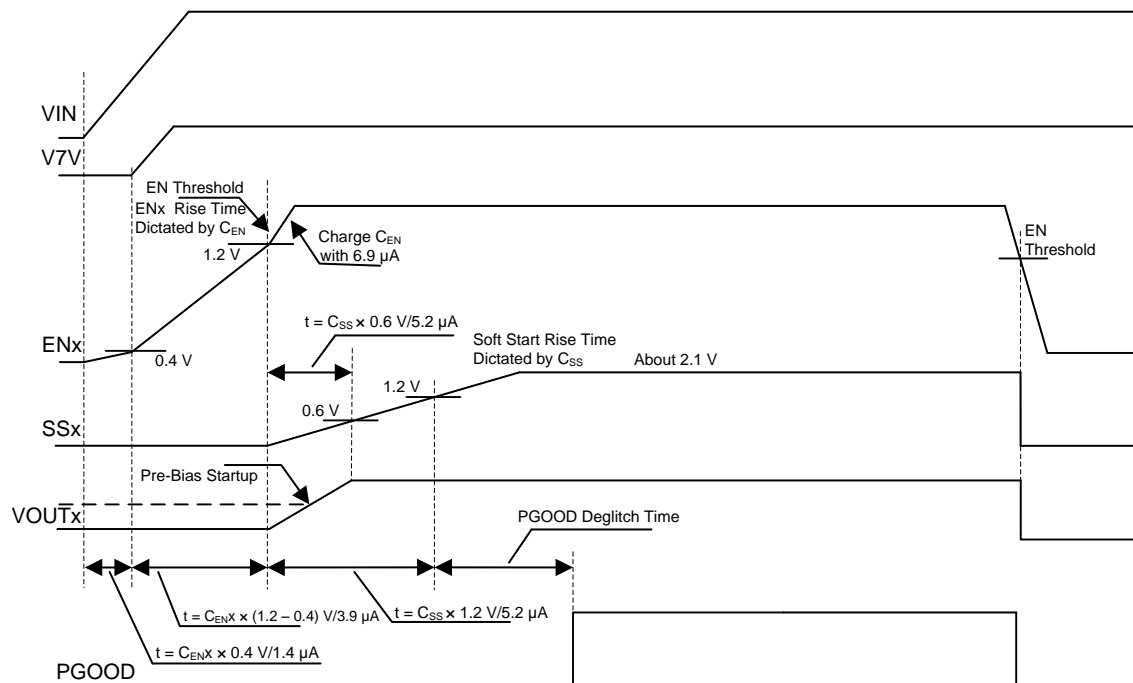 VIN
V7V
EN Threshold
ENx Rise Time
Dictated by C_EN
1.2 V
Charge C_EN
with 6.9 µA
EN
Threshold
ENx
0.4 V
t = C_SS × 0.6 V/5.2 µA
Soft Start Rise Time
Dictated by C_SS
About 2.1 V
1.2 V
0.6 V
SSx
Pre-Bias Startup
VOUTx
PGOOD Deglitch Time
t = C_ENx × (1.2 – 0.4) V/3.9 µA
t = C_SS × 1.2 V/5.2 µA
t = C_ENx × 0.4 V/1.4 µA
PGOOD